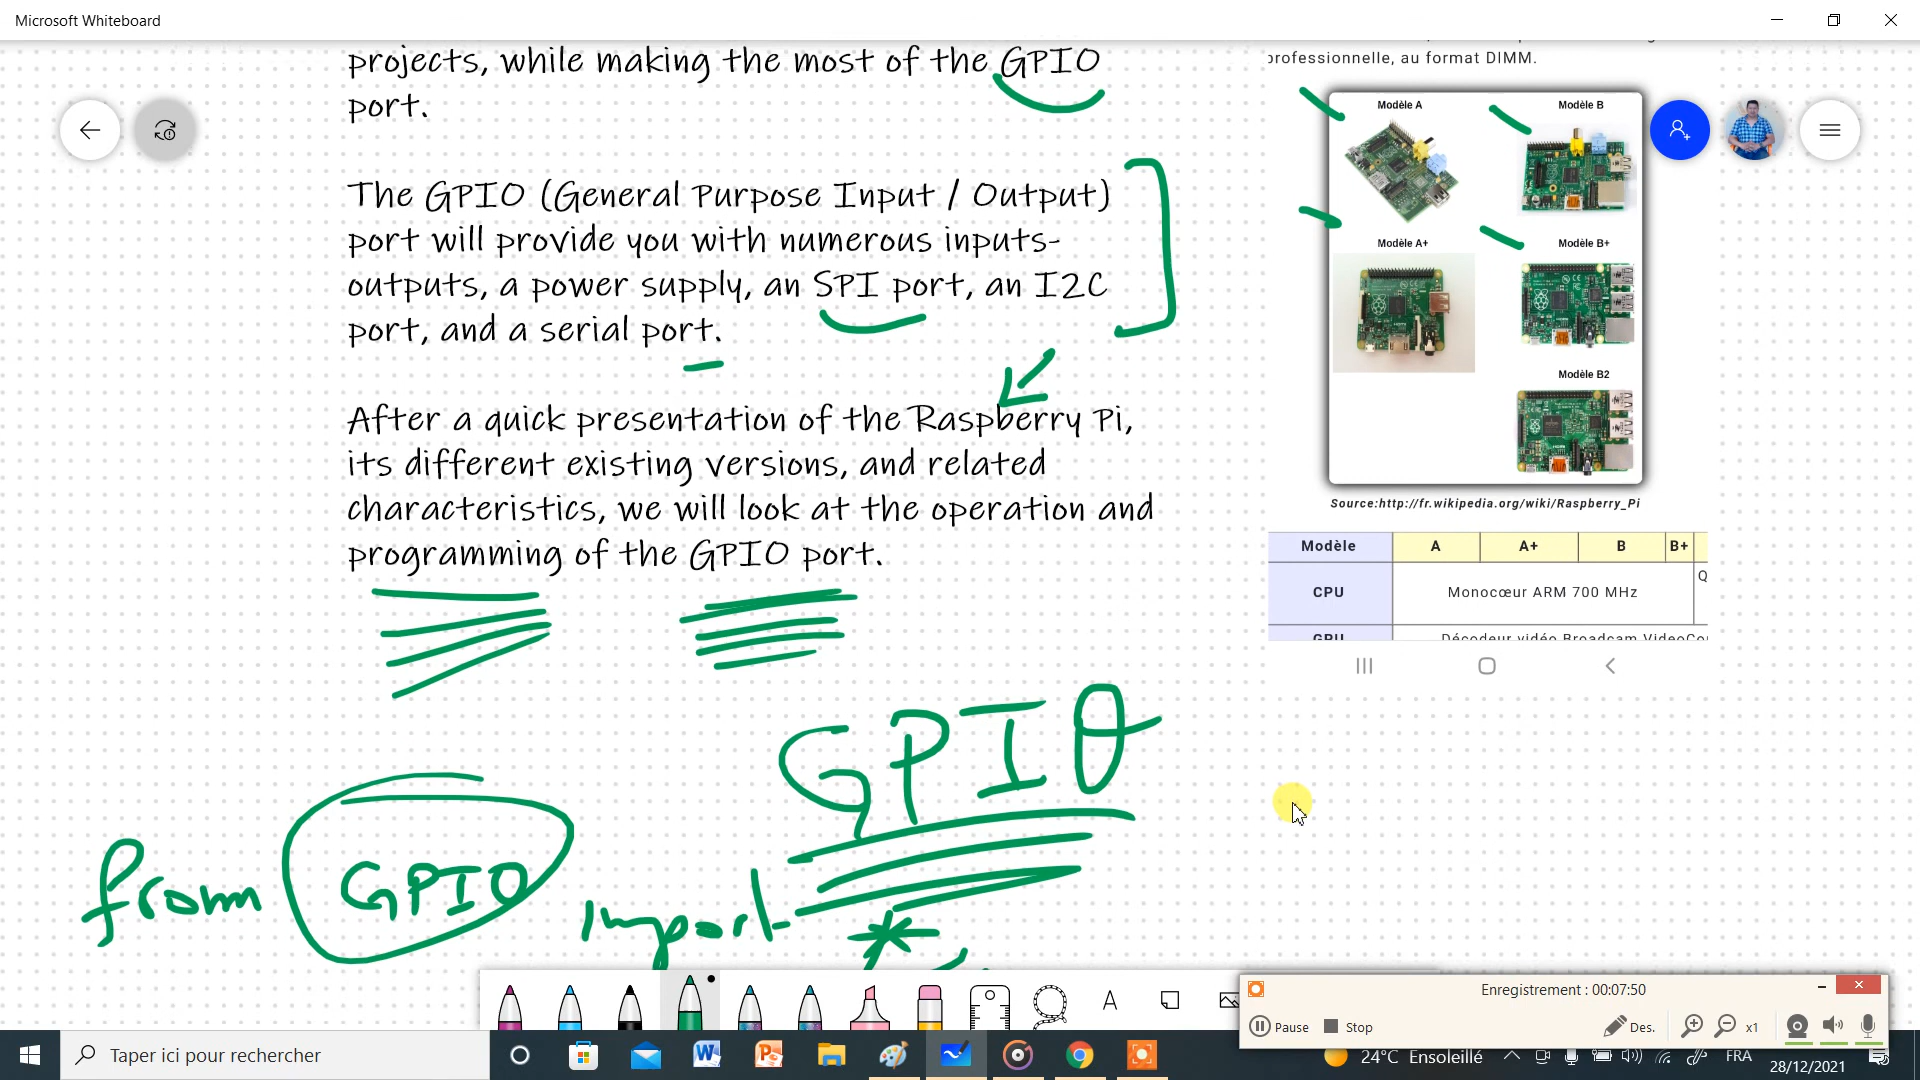 Microsoft Whiteboard
projects, while making the most of the GPIO
port.
The GPIO (General Purpose Input / Output)
port will provide you with numerous inputs-
outputs, a power supply, an SPI port, an I2C
port, and a serial port.
After a quick presentation of the Raspberry Pi,
its different existing versions, and related
characteristics, we will look at the operation and
programming of the GPIO port.
GPIO
from GPIO import *
professionnelle, au format DIMM.
Modèle A
Modèle B
Modèle A+
Modèle B+
Modèle B2
Source:http://fr.wikipedia.org/wiki/Raspberry_Pi
Modèle A A+ B B+
CPU Monocœur ARM 700 MHz Q
GPU Décodeur vidéo Broadcam VideoCo
Enregistrement : 00:07:50
Pause Stop Des. x1
Taper ici pour rechercher
24°C Ensoleillé FRA
28/12/2021